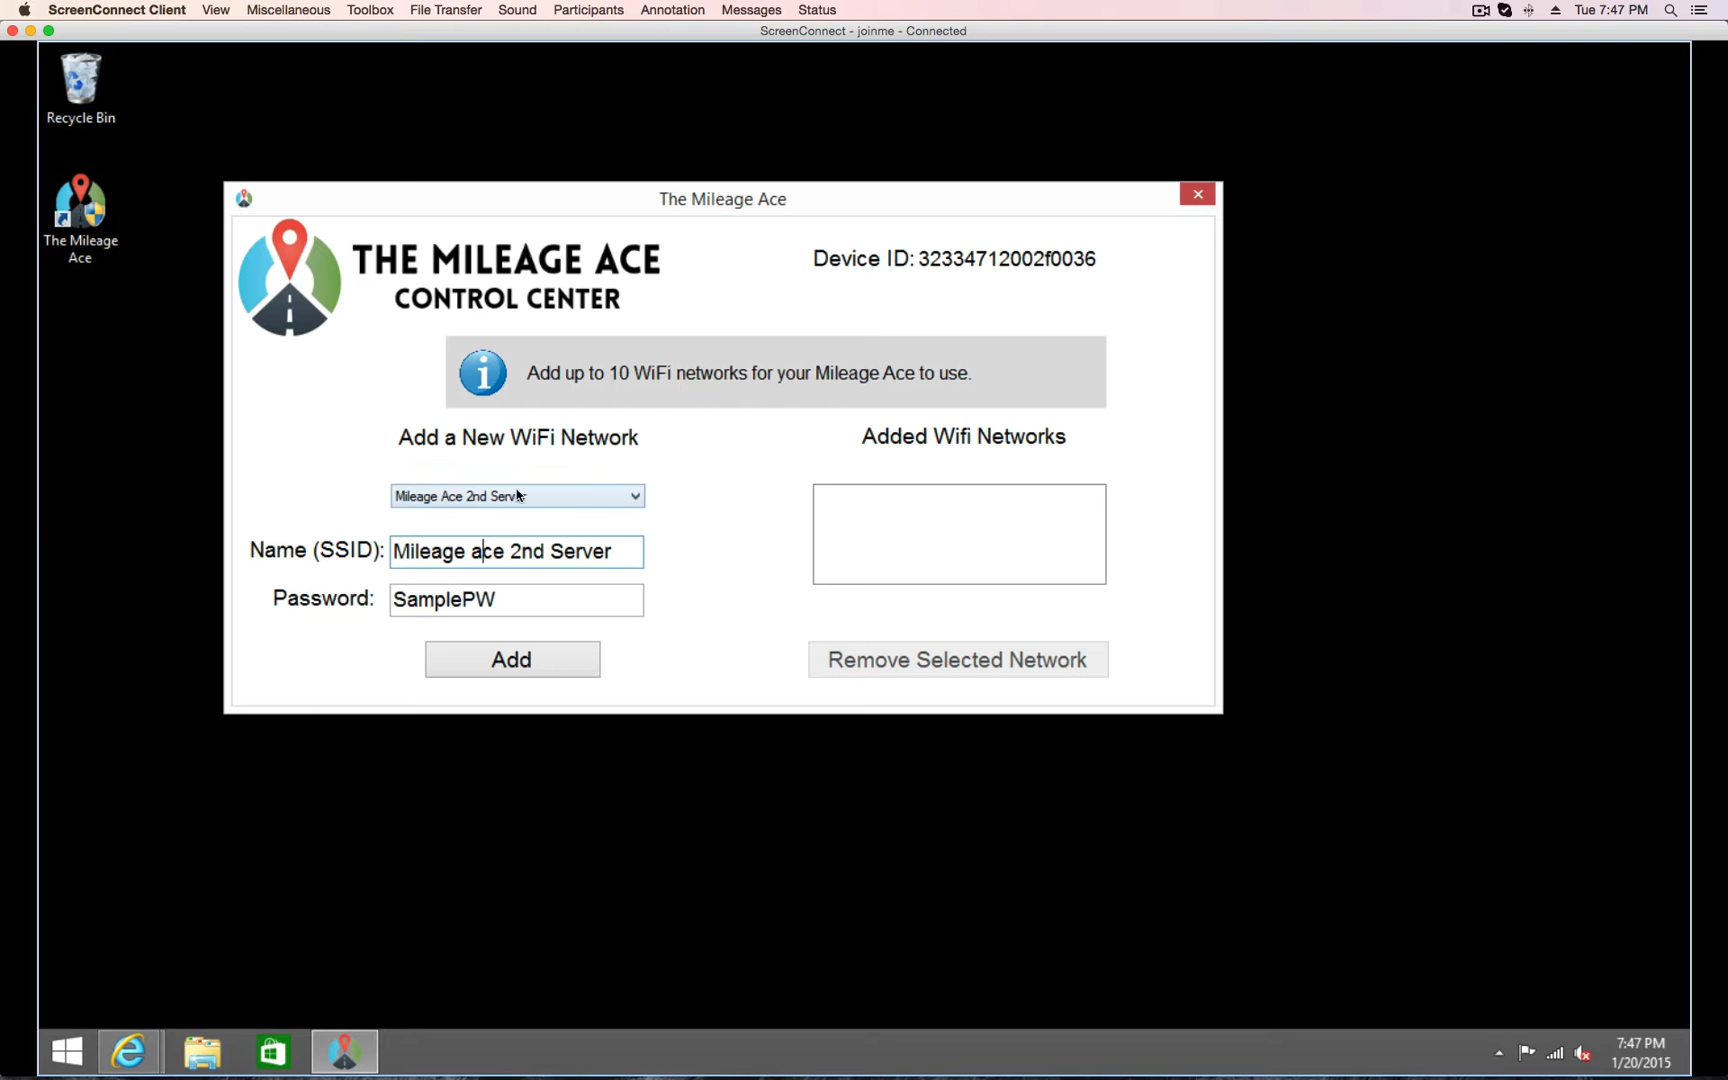 ScreenConnect Client View Miscellaneous Toolbox File Transfer Sound Participants Annotation Messages Status Tue 7:47 PM
ScreenConnect - joinme - Connected
Recycle Bin
The Mileage
Ace
The Mileage Ace
THE MILEAGE ACE
CONTROL CENTER
Device ID: 32334712002f0036
Add up to 10 WiFi networks for your Mileage Ace to use.
Add a New WiFi Network
Added Wifi Networks
Mileage Ace 2nd Server
Name (SSID): Mileage ace 2nd Server
Password: SamplePW
Add
Remove Selected Network
7:47 PM
1/20/2015